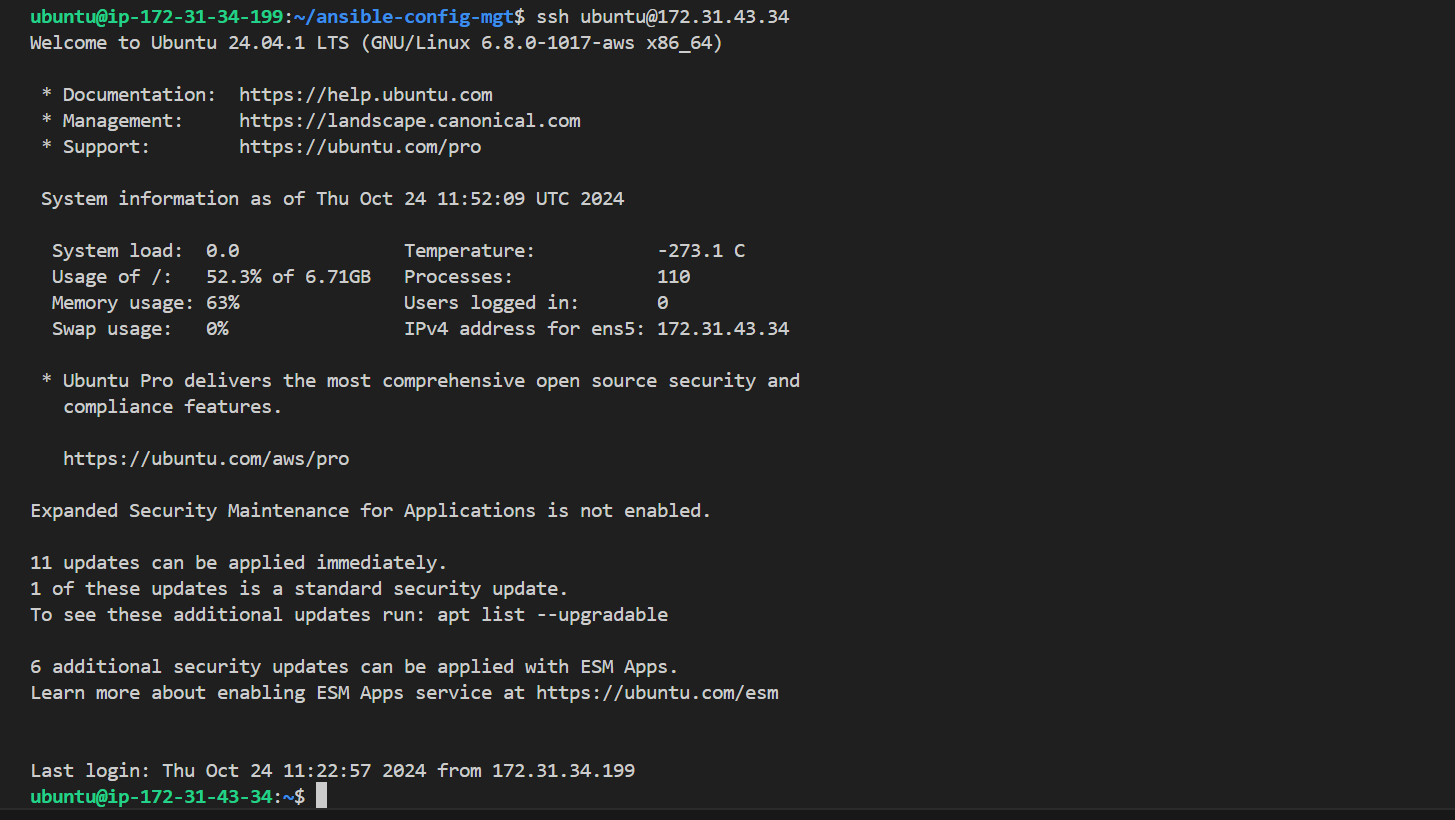 ubuntu@ip-172-31-34-199:~/ansible-config-mgt$ ssh ubuntu@172.31.43.34
Welcome to Ubuntu 24.04.1 LTS (GNU/Linux 6.8.0-1017-aws x86_64)

 * Documentation:  https://help.ubuntu.com
 * Management:     https://landscape.canonical.com
 * Support:        https://ubuntu.com/pro

 System information as of Thu Oct 24 11:52:09 UTC 2024

  System load:  0.0               Temperature:           -273.1 C
  Usage of /:   52.3% of 6.71GB   Processes:             110
  Memory usage: 63%               Users logged in:       0
  Swap usage:   0%                IPv4 address for ens5: 172.31.43.34

 * Ubuntu Pro delivers the most comprehensive open source security and
   compliance features.

   https://ubuntu.com/aws/pro

Expanded Security Maintenance for Applications is not enabled.

11 updates can be applied immediately.
1 of these updates is a standard security update.
To see these additional updates run: apt list --upgradable

6 additional security updates can be applied with ESM Apps.
Learn more about enabling ESM Apps service at https://ubuntu.com/esm


Last login: Thu Oct 24 11:22:57 2024 from 172.31.34.199
ubuntu@ip-172-31-43-34:~$